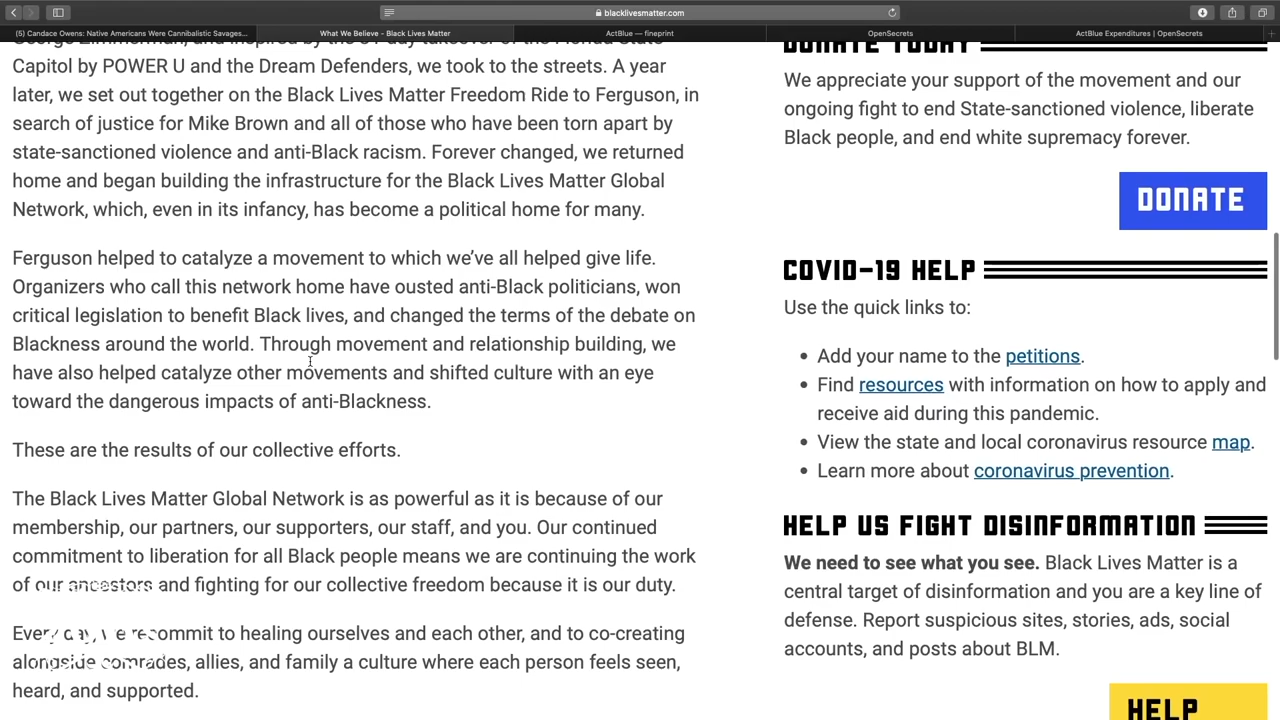 blacklivesmatter.com
(5) Candace Owens: Native Americans Were Cannibalistic Savages...
What We Believe - Black Lives Matter
ActBlue — fineprint
OpenSecrets
ActBlue Expenditures | OpenSecrets
George Zimmerman, and inspired by the 31-day takeover of the Florida State
Capitol by POWER U and the Dream Defenders, we took to the streets. A year
later, we set out together on the Black Lives Matter Freedom Ride to Ferguson, in
search of justice for Mike Brown and all of those who have been torn apart by
state-sanctioned violence and anti-Black racism. Forever changed, we returned
home and began building the infrastructure for the Black Lives Matter Global
Network, which, even in its infancy, has become a political home for many.
Ferguson helped to catalyze a movement to which we’ve all helped give life.
Organizers who call this network home have ousted anti-Black politicians, won
critical legislation to benefit Black lives, and changed the terms of the debate on
Blackness around the world. Through movement and relationship building, we
have also helped catalyze other movements and shifted culture with an eye
toward the dangerous impacts of anti-Blackness.
These are the results of our collective efforts.
The Black Lives Matter Global Network is as powerful as it is because of our
membership, our partners, our supporters, our staff, and you. Our continued
commitment to liberation for all Black people means we are continuing the work
of our ancestors and fighting for our collective freedom because it is our duty.
Every day, we recommit to healing ourselves and each other, and to co-creating
alongside comrades, allies, and family a culture where each person feels seen,
heard, and supported.
DONATE TODAY
We appreciate your support of the movement and our
ongoing fight to end State-sanctioned violence, liberate
Black people, and end white supremacy forever.
DONATE
COVID-19 HELP
Use the quick links to:
• Add your name to the petitions.
• Find resources with information on how to apply and
receive aid during this pandemic.
• View the state and local coronavirus resource map.
• Learn more about coronavirus prevention.
HELP US FIGHT DISINFORMATION
We need to see what you see. Black Lives Matter is a
central target of disinformation and you are a key line of
defense. Report suspicious sites, stories, ads, social
accounts, and posts about BLM.
HELP